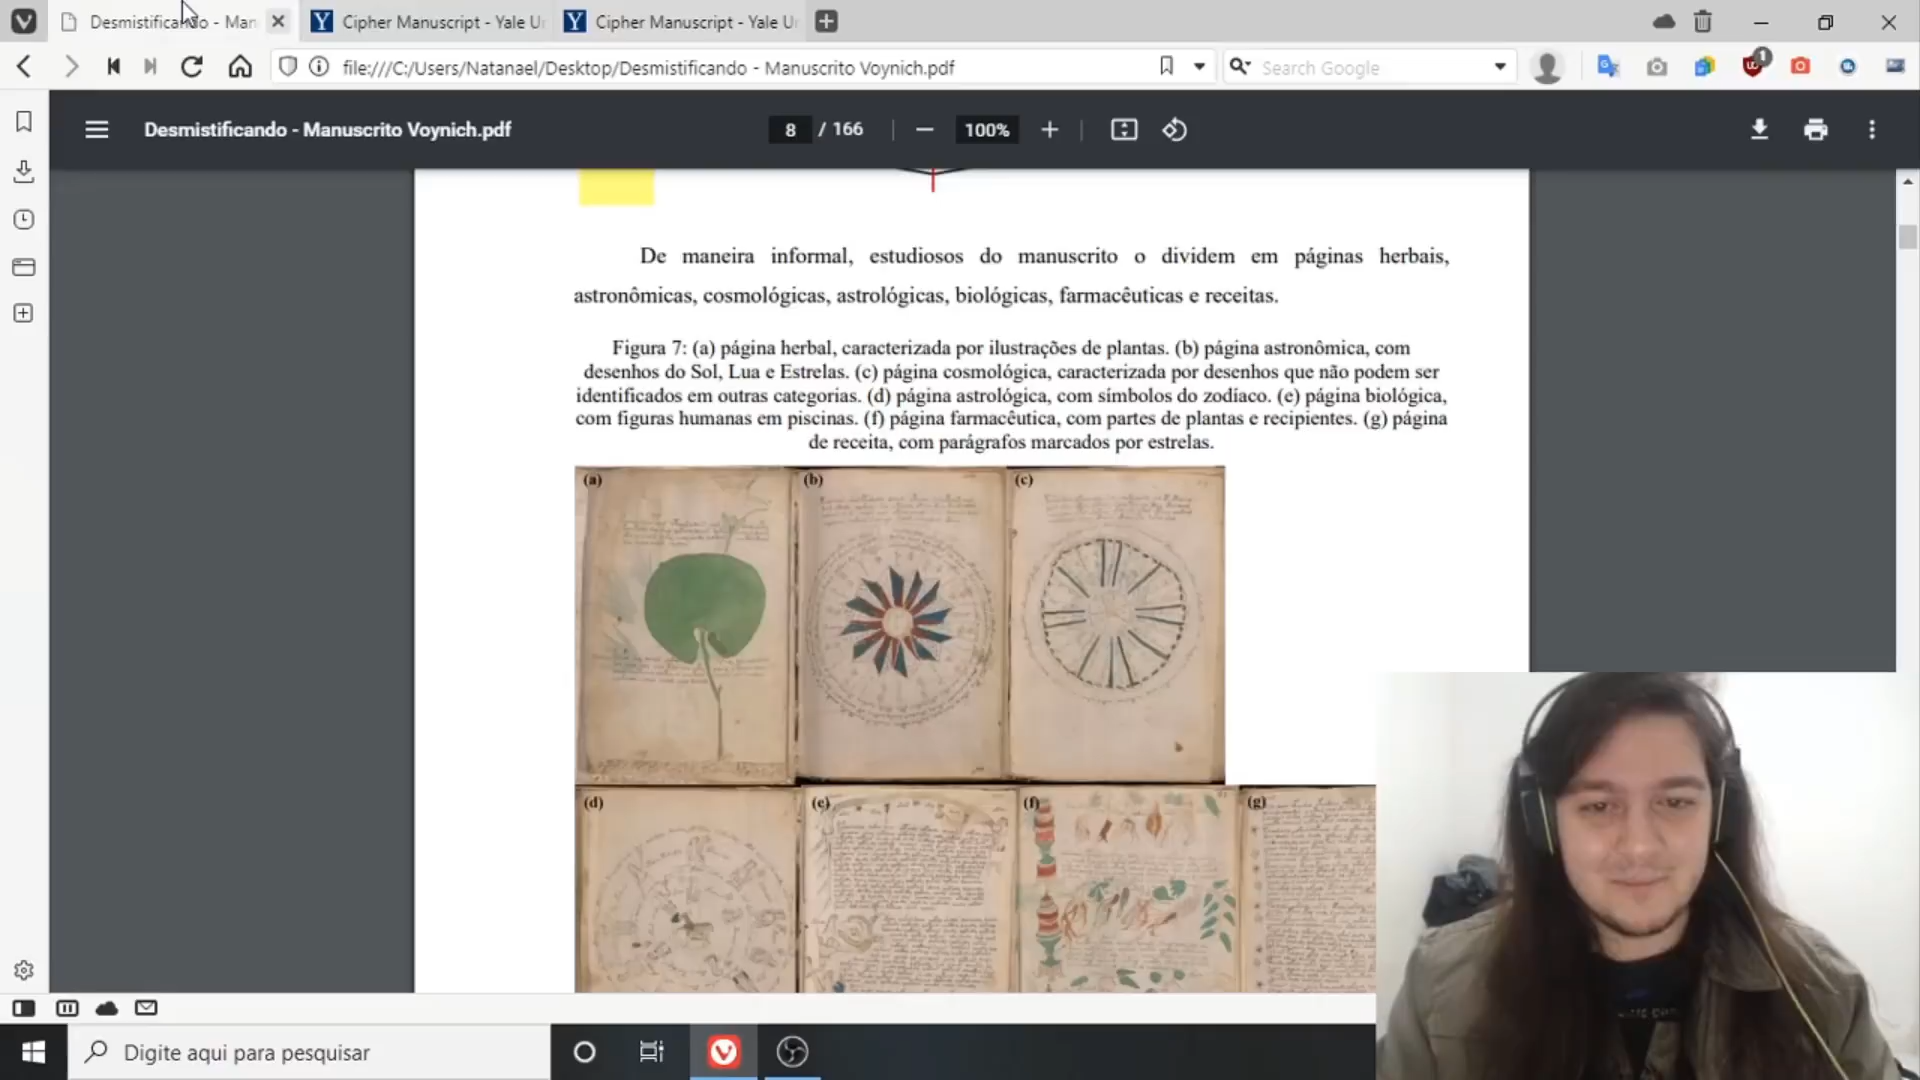 Desmistificando - Man
Cipher Manuscript - Yale Ur
Cipher Manuscript - Yale U
file:///C:/Users/Natanael/Desktop/Desmistificando - Manuscrito Voynich.pdf
Search Google
1
Desmistificando - Manuscrito Voynich.pdf
8 / 166
100%
De maneira informal, estudiosos do manuscrito o dividem em páginas herbais,
astronômicas, cosmológicas, astrológicas, biológicas, farmacêuticas e receitas.
Figura 7: (a) página herbal, caracterizada por ilustrações de plantas. (b) página astronômica, com
desenhos do Sol, Lua e Estrelas. (c) página cosmológica, caracterizada por desenhos que não podem ser
identificados em outras categorias. (d) página astrológica, com símbolos do zodíaco. (e) página biológica,
com figuras humanas em piscinas. (f) página farmacêutica, com partes de plantas e recipientes. (g) página
de receita, com parágrafos marcados por estrelas.
(a) (b) (c)
(d) (e) (f) (g)
Digite aqui para pesquisar